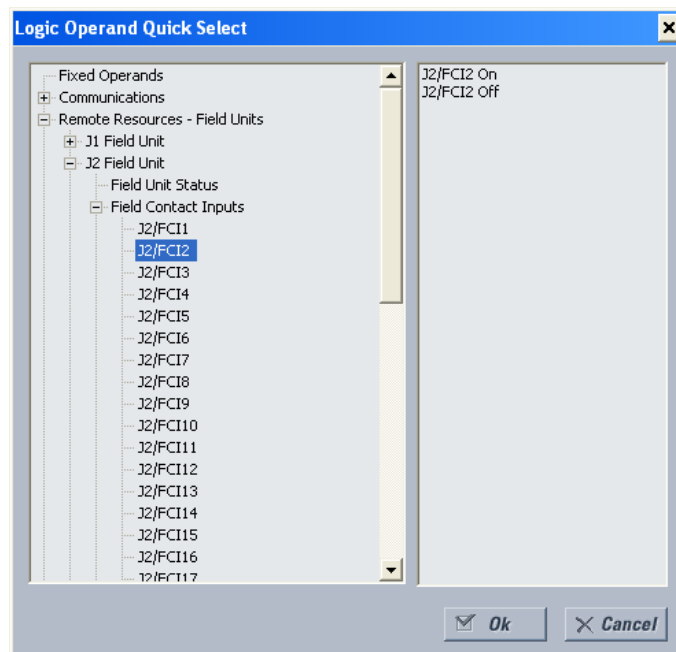 Logic Operand Quick Select
Fixed Operands
Communications
Remote Resources - Field Units
J1 Field Unit
J2 Field Unit
Field Unit Status
Field Contact Inputs
J2/FCI1
J2/FCI2
J2/FCI3
J2/FCI4
J2/FCI5
J2/FCI6
J2/FCI7
J2/FCI8
J2/FCI9
J2/FCI10
J2/FCI11
J2/FCI12
J2/FCI13
J2/FCI14
J2/FCI15
J2/FCI16
J2/FCI17
J2/FCI2 On
J2/FCI2 Off
Ok
Cancel